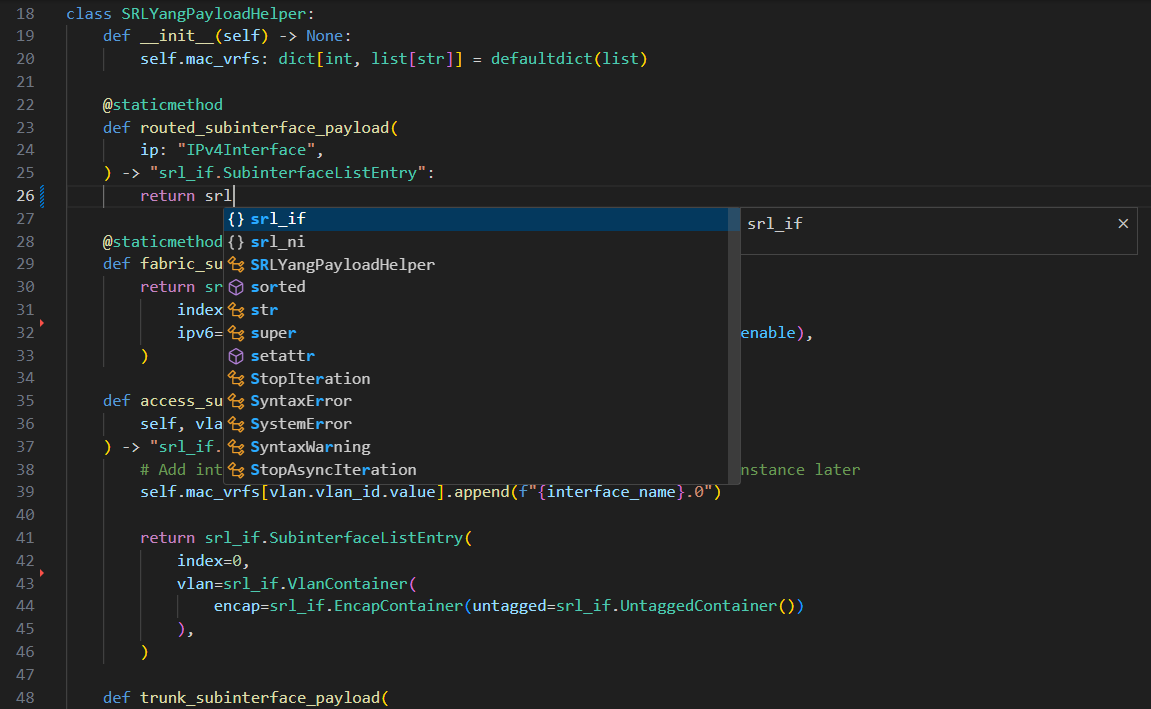 18 class SRLYangPayloadHelper:
19 def __init__(self) -> None:
20 self.mac_vrfs: dict[int, list[str]] = defaultdict(list)
21
22 @staticmethod
23 def routed_subinterface_payload(
24 ip: "IPv4Interface",
25 ) -> "srl_if.SubinterfaceListEntry":
26 return srl
27 {} srl_if srl_if ×
28 @staticmethod {} srl_ni
29 def fabric_su SRLYangPayloadHelper
30 return sr sorted
31 index str
32 ipv6= super enable),
33 ) setattr
34 StopIteration
35 def access_su SyntaxError
36 self, vla SystemError
37 ) -> "srl_if. SyntaxWarning
38 # Add int StopAsyncIteration nstance later
39 self.mac_vrfs[vlan.vlan_id.value].append(f"{interface_name}.0")
40
41 return srl_if.SubinterfaceListEntry(
42 index=0,
43 vlan=srl_if.VlanContainer(
44 encap=srl_if.EncapContainer(untagged=srl_if.UntaggedContainer())
45 ),
46 )
47
48 def trunk_subinterface_payload(